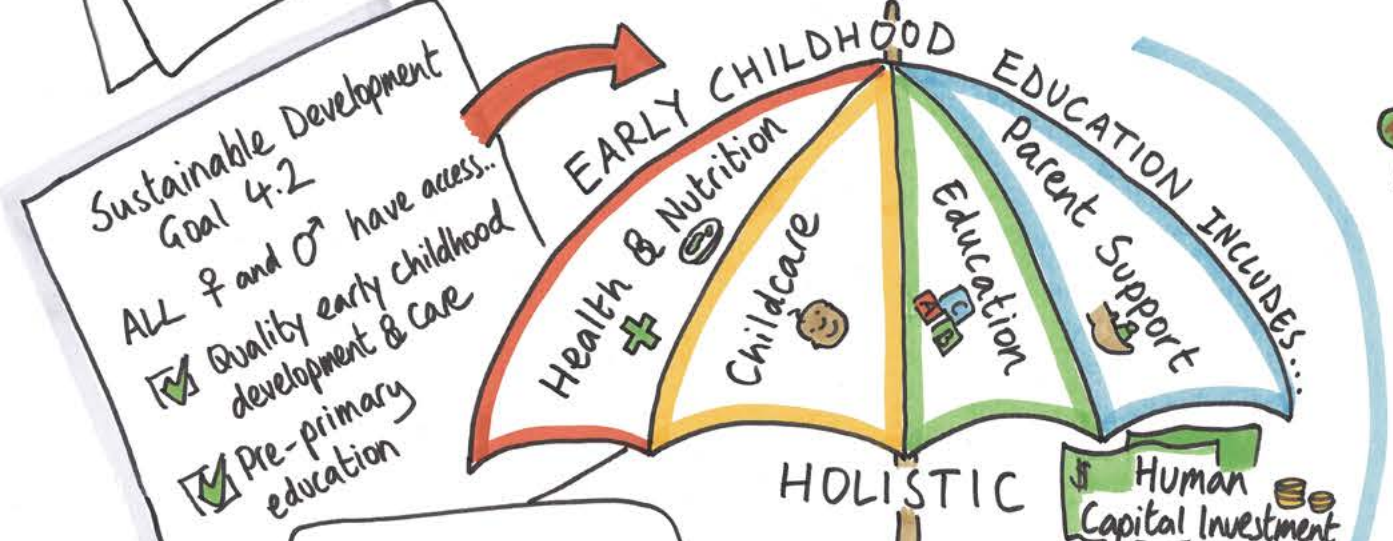 Sustainable Development
Goal 4.2
ALL ♀ and ♂ have access..
Quality early childhood
development & care
Pre-primary
education
EARLY CHILDHOOD EDUCATION INCLUDES...
Health & Nutrition
Childcare
Education
A C
B
Parent Support
HOLISTIC
$ Human
Capital Investment